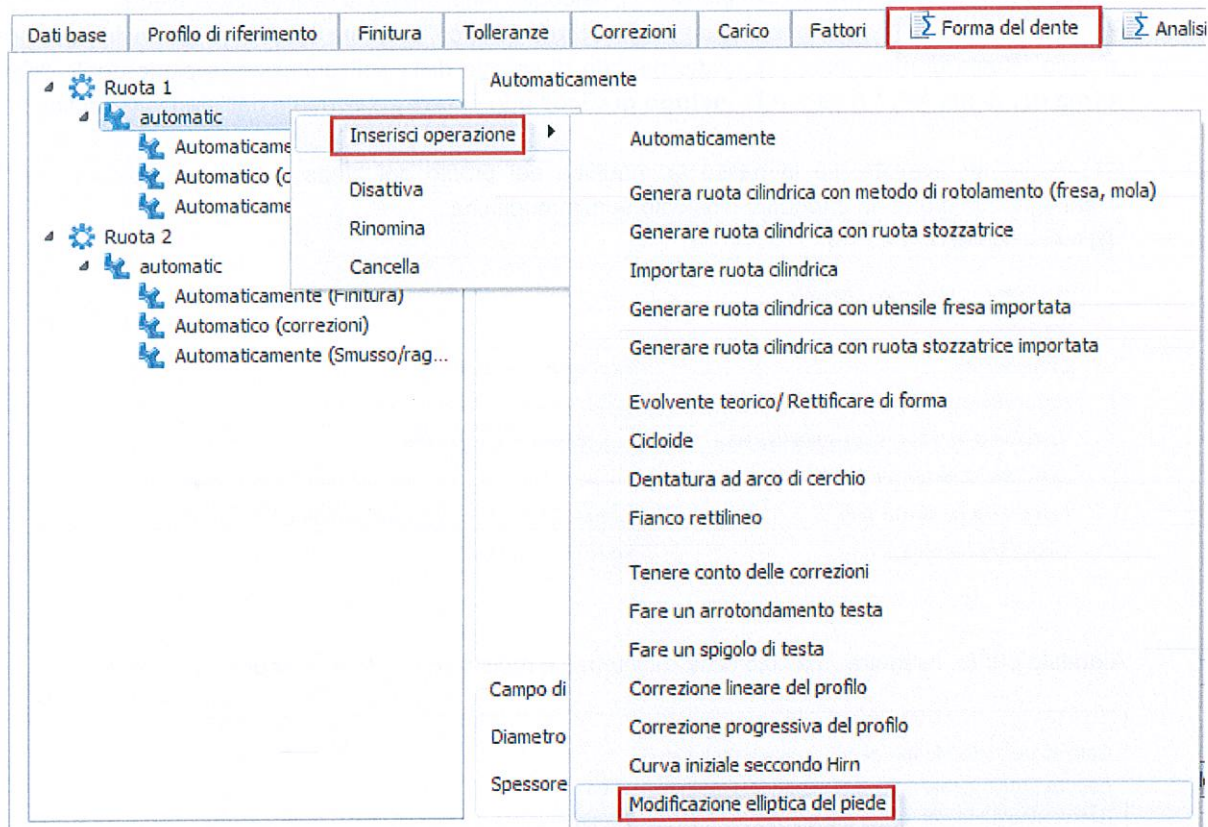 Dati base
Profilo di riferimento
Finitura
Tolleranze
Correzioni
Carico
Fattori
Forma del dente
Analisi
Ruota 1
automatic
Automaticame
Automatico (c
Automaticame
Ruota 2
automatic
Automaticamente (Finitura)
Automatico (correzioni)
Automaticamente (Smusso/rag...
Automaticamente
Inserisci operazione
Disattiva
Rinomina
Cancella
Automaticamente
Genera ruota cilindrica con metodo di rotolamento (fresa, mola)
Generare ruota cilindrica con ruota stozzatrice
Importare ruota cilindrica
Generare ruota cilindrica con utensile fresa importata
Generare ruota cilindrica con ruota stozzatrice importata
Evolvente teorico/ Rettificare di forma
Cicloide
Dentatura ad arco di cerchio
Fianco rettilineo
Tenere conto delle correzioni
Fare un arrotondamento testa
Fare un spigolo di testa
Correzione lineare del profilo
Correzione progressiva del profilo
Curva iniziale seccondo Hirn
Modificazione elliptica del piede
Campo di
Diametro
Spessore